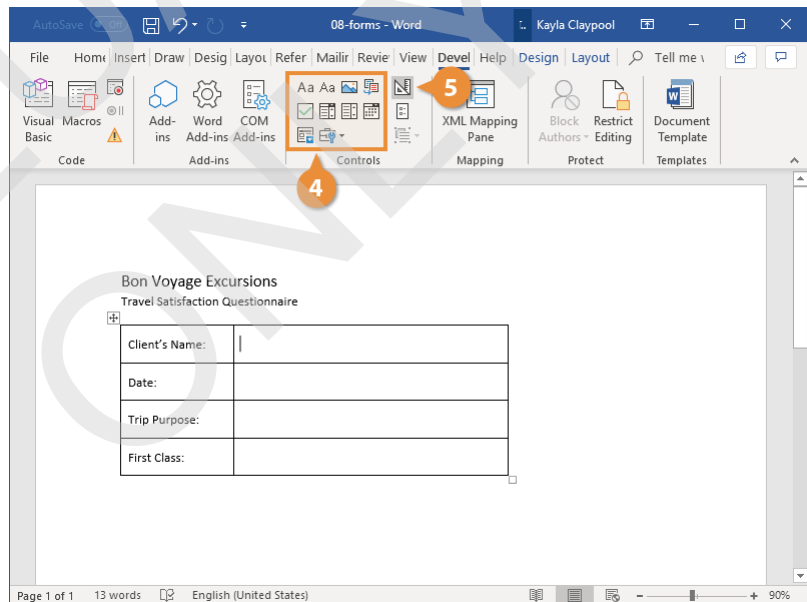 AutoSave Off 08-forms - Word Kayla Claypool
File Home Insert Draw Desig Layou Refer Mailir Revie View Devel Help Design Layout Tell me
Aa Aa
5
Visual Basic Macros Add-ins Word Add-ins COM Add-ins XML Mapping Pane Block Authors Restrict Editing Document Template
Code Add-ins Controls Mapping Protect Templates
4
Bon Voyage Excursions
Travel Satisfaction Questionnaire
Client's Name:
Date:
Trip Purpose:
First Class:
Page 1 of 1 13 words English (United States) 90%
ONLY